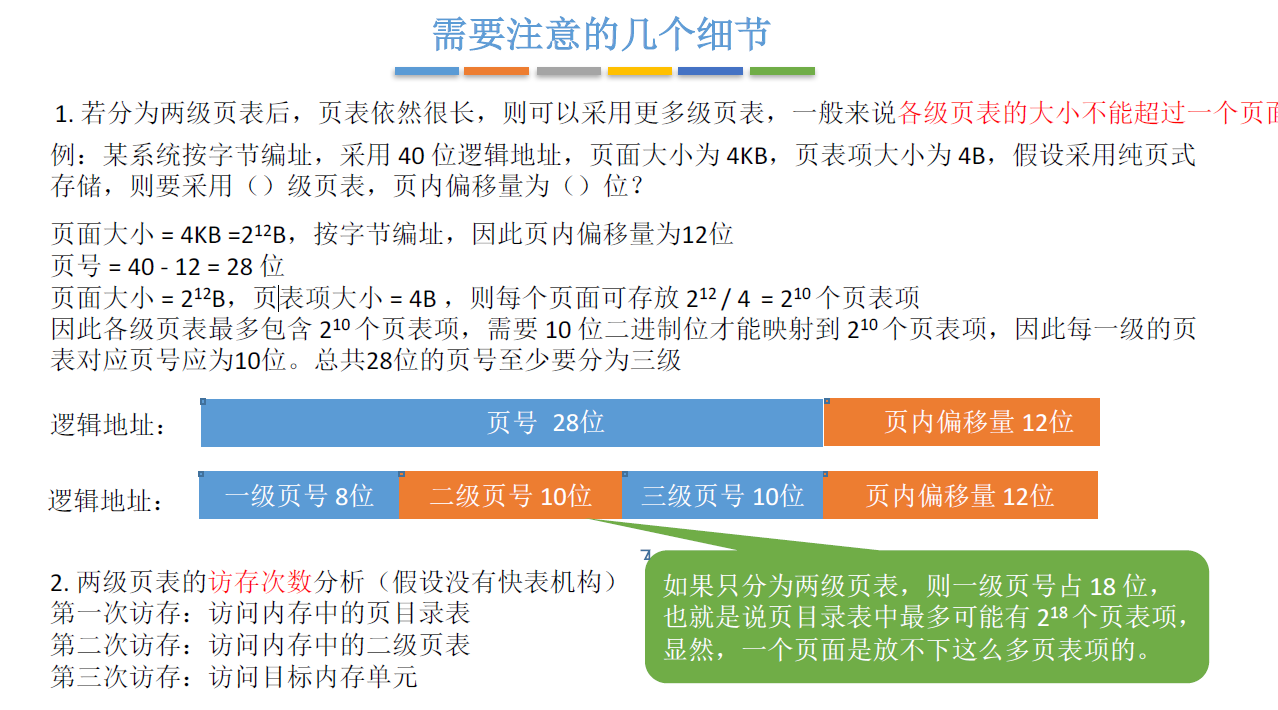 需要注意的几个细节
1. 若分为两级页表后，页表依然很长，则可以采用更多级页表，一般来说各级页表的大小不能超过一个页面
例：某系统按字节编址，采用 40 位逻辑地址，页面大小为 4KB，页表项大小为 4B，假设采用纯页式
存储，则要采用（）级页表，页内偏移量为（）位？
页面大小 = 4KB =2¹²B，按字节编址，因此页内偏移量为12位
页号 = 40 - 12 = 28 位
页面大小 = 2¹²B，页表项大小 = 4B ，则每个页面可存放 2¹² / 4 = 2¹⁰ 个页表项
因此各级页表最多包含 2¹⁰ 个页表项，需要 10 位二进制位才能映射到 2¹⁰ 个页表项，因此每一级的页
表对应页号应为10位。总共28位的页号至少要分为三级
逻辑地址：
页号 28位
页内偏移量 12位
逻辑地址：
一级页号 8位
二级页号 10位
三级页号 10位
页内偏移量 12位
2. 两级页表的访存次数分析（假设没有快表机构）
第一次访存：访问内存中的页目录表
第二次访存：访问内存中的二级页表
第三次访存：访问目标内存单元
如果只分为两级页表，则一级页号占 18 位，
也就是说页目录表中最多可能有 2¹⁸ 个页表项，
显然，一个页面是放不下这么多页表项的。